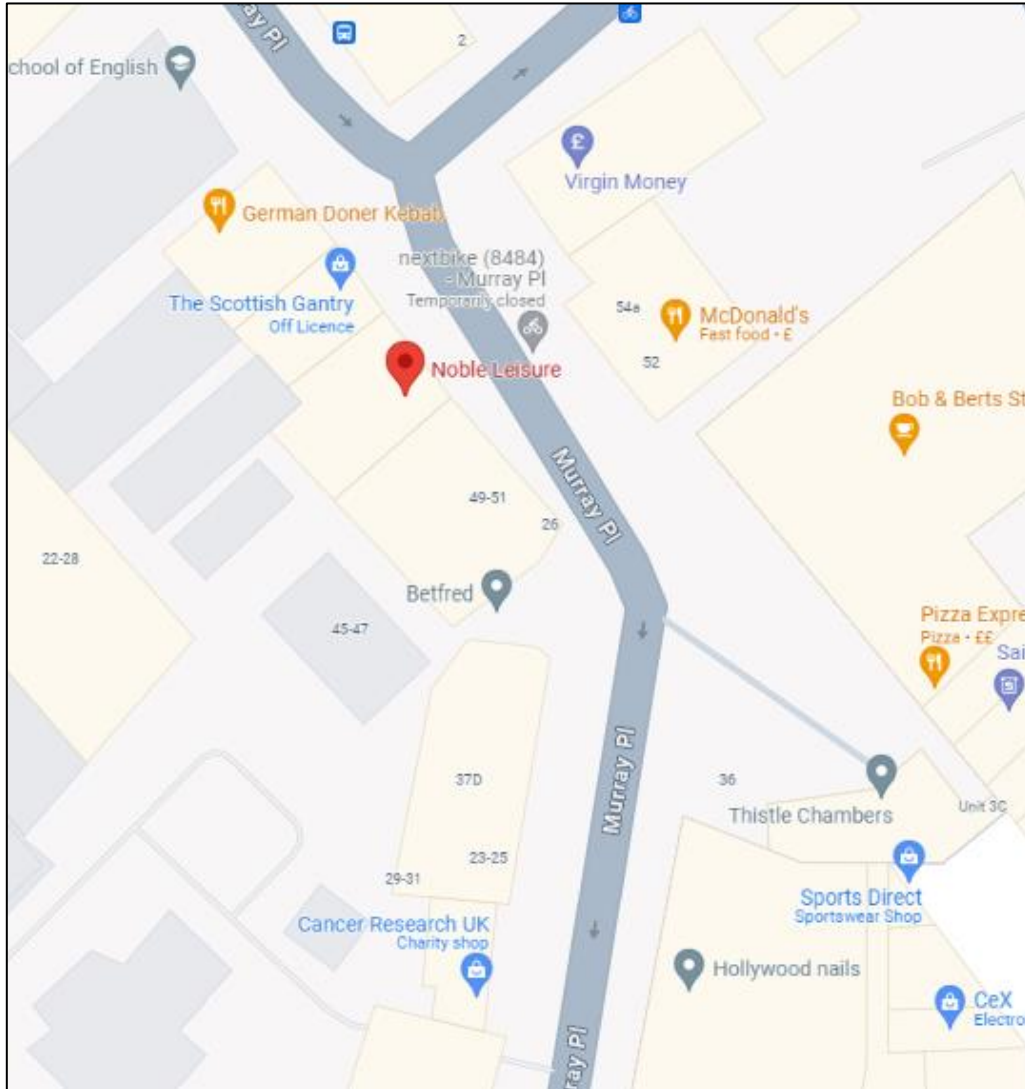 ay Pl
2
chool of English
Virgin Money
German Doner Kebab
nextbike (8484)
- Murray Pl
Temporarily closed
The Scottish Gantry
Off Licence
54a
McDonald's
Fast food • £
52
Noble Leisure
Bob & Berts St
Murray Pl
49-51
26
22-28
Betfred
45-47
Pizza Expre
Pizza • ££
Sai
Murray Pl
37D
36
Thistle Chambers
Unit 3C
23-25
29-31
Sports Direct
Sportswear Shop
Cancer Research UK
Charity shop
Hollywood nails
CeX
Electro
rray Pl